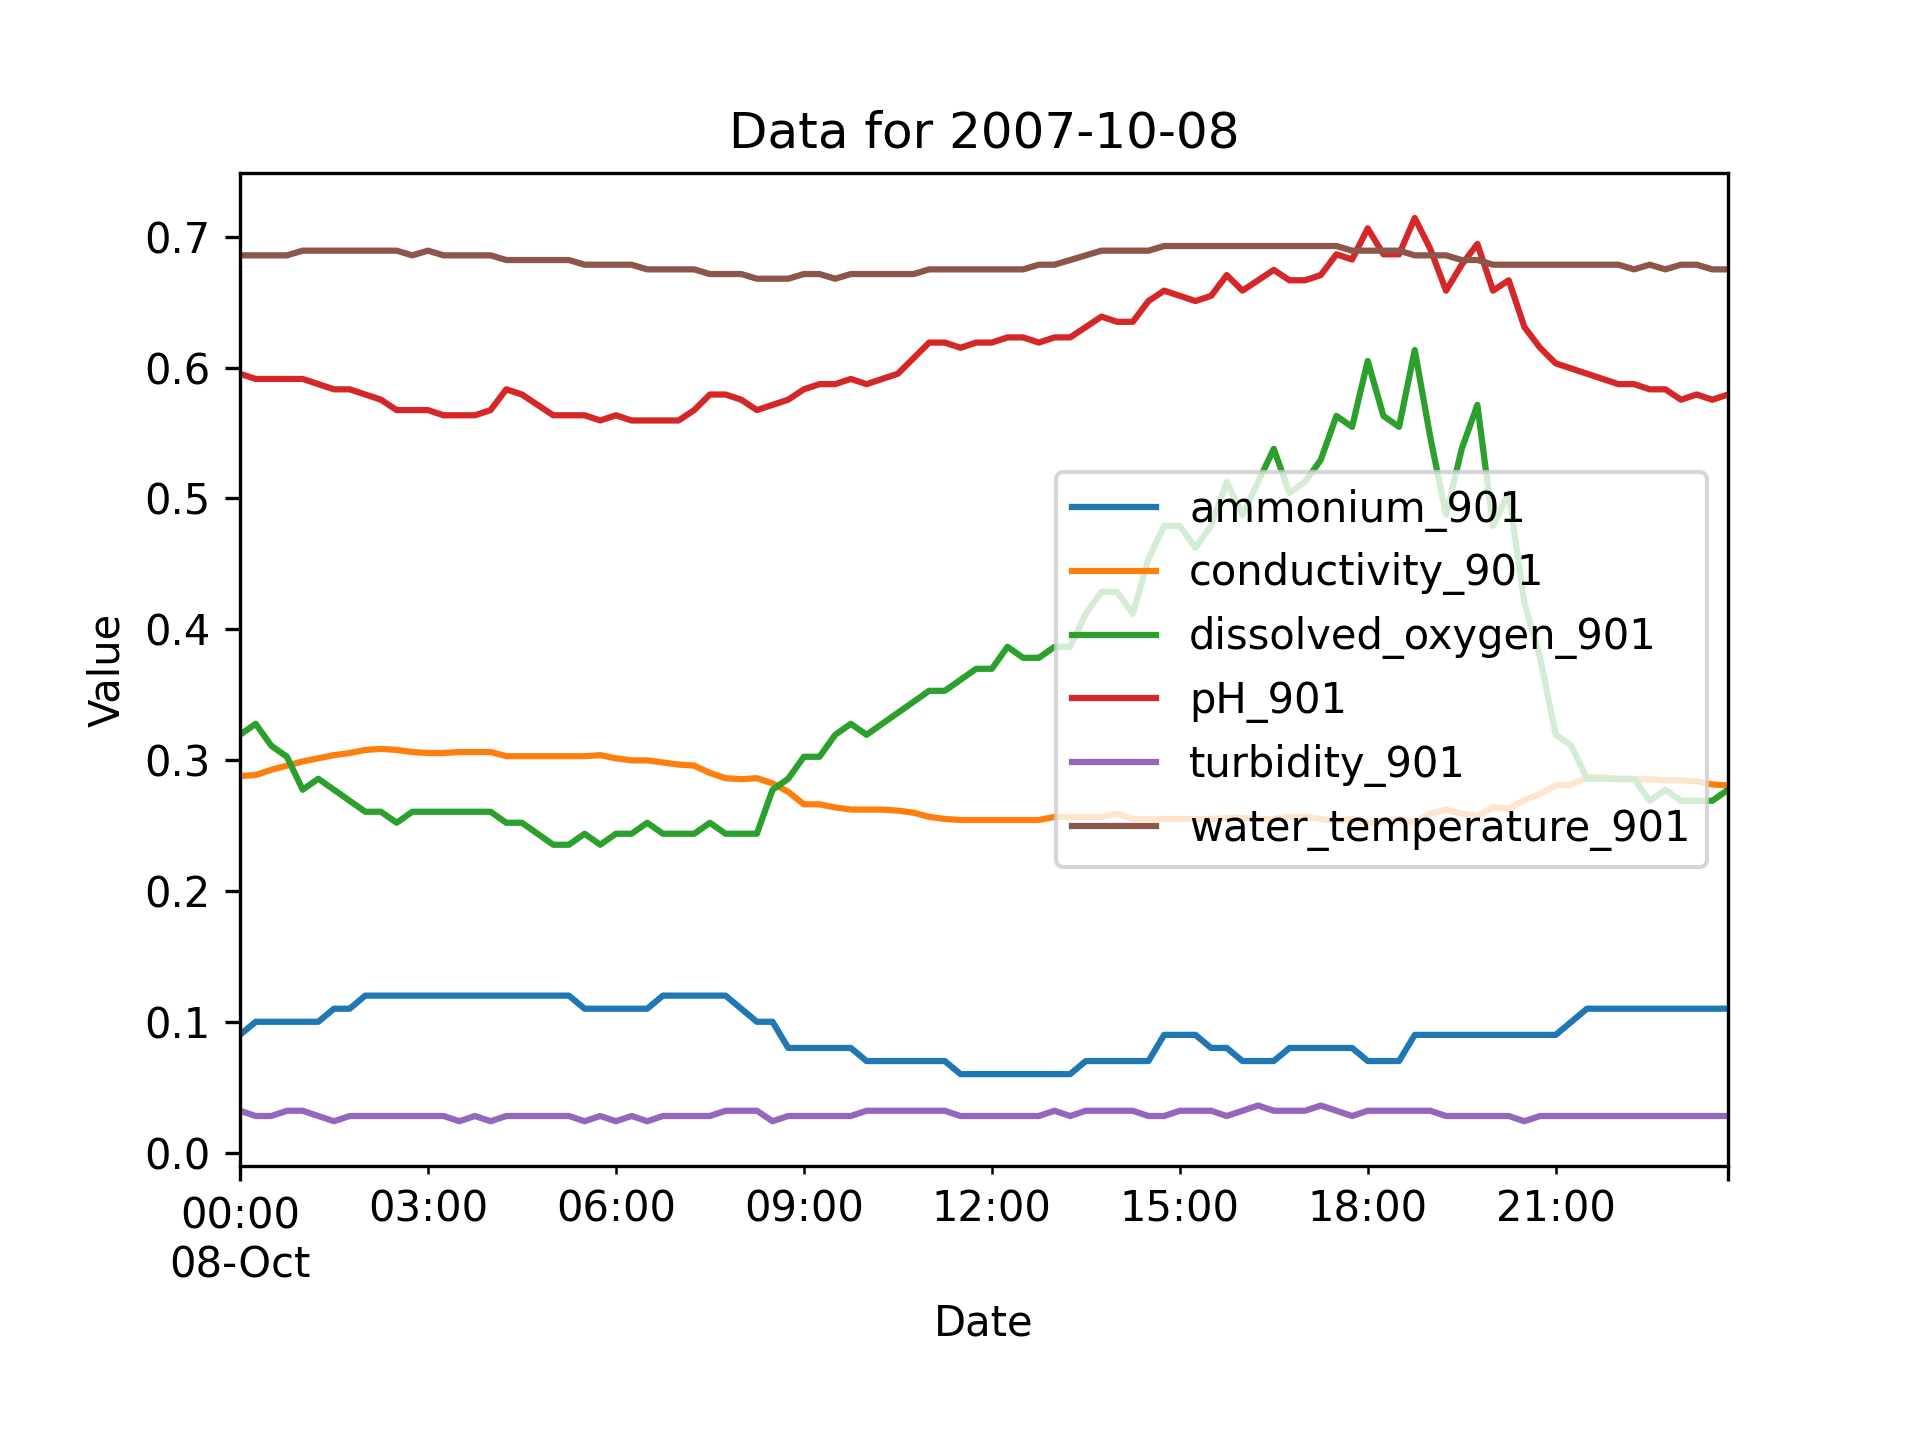 Data for 2007-10-08
0.7
0.6
0.5
0.4
0.3
0.2
0.1
0.0
Value
ammonium_901
conductivity_901
dissolved_oxygen_901
pH_901
turbidity_901
water_temperature_901
00:00 03:00 06:00 09:00 12:00 15:00 18:00 21:00
08-Oct
Date